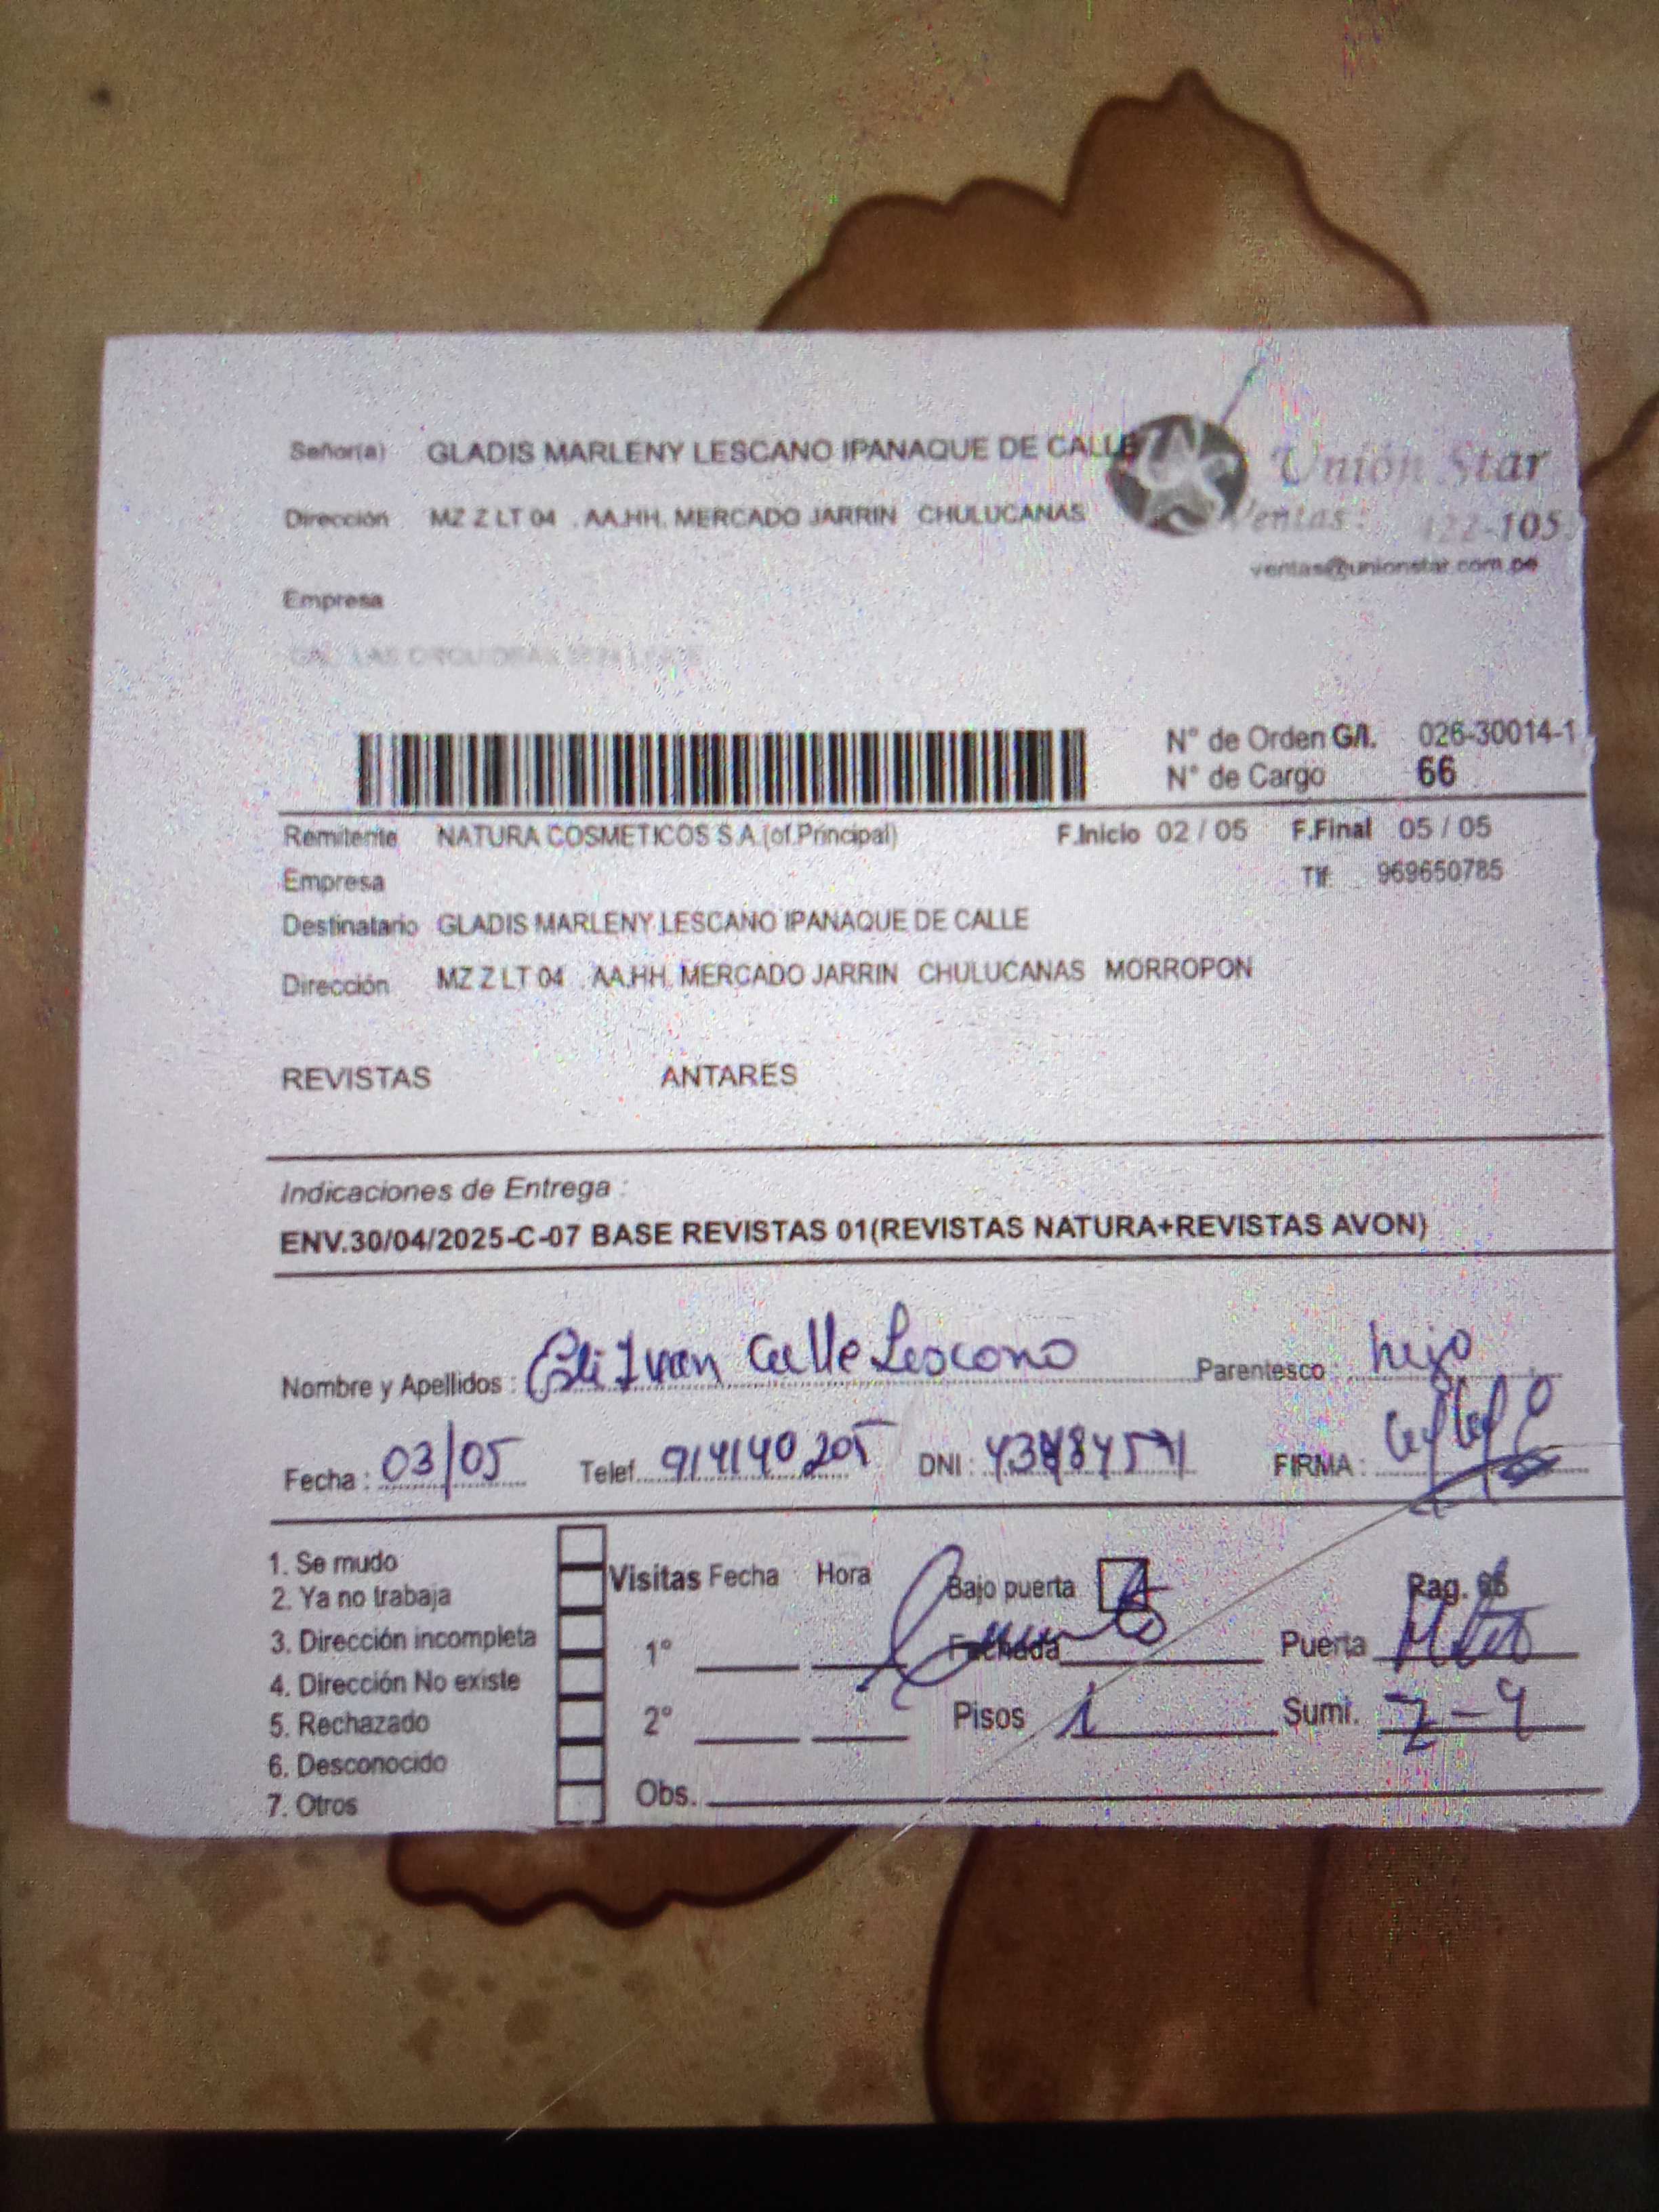 Señor(a) GLADIS MARLENY LESCANO IPANAQUE DE CALLE
Unión Star
Dirección MZ Z LT 04 . AA.HH. MERCADO JARRIN CHULUCANAS
Ventas: 422-105
ventas@unionstar.com.pe
Empresa
N° de Orden G/I. 026-30014-1
N° de Cargo 66
Remitente NATURA COSMETICOS S.A.(of.Principal) F.Inicio 02 / 05 F.Final 05 / 05
Empresa Tlf: 969650785
Destinatario GLADIS MARLENY LESCANO IPANAQUE DE CALLE
Dirección MZ Z LT 04 . AA.HH. MERCADO JARRIN CHULUCANAS MORROPON
REVISTAS ANTARES
Indicaciones de Entrega :
ENV.30/04/2025-C-07 BASE REVISTAS 01(REVISTAS NATURA+REVISTAS AVON)
Nombre y Apellidos : Eli Ivan Calle Lescano Parentesco : hijo
Fecha : 03/05 Telef. 914140205 DNI : FIRMA :
1. Se mudo
2. Ya no trabaja
3. Dirección incompleta
4. Dirección No existe
5. Rechazado
6. Desconocido
7. Otros
Visitas Fecha Hora Bajo puerta Pag.
1° Fachada Puerta
2° Pisos 1 Sumi. Z-4
Obs.